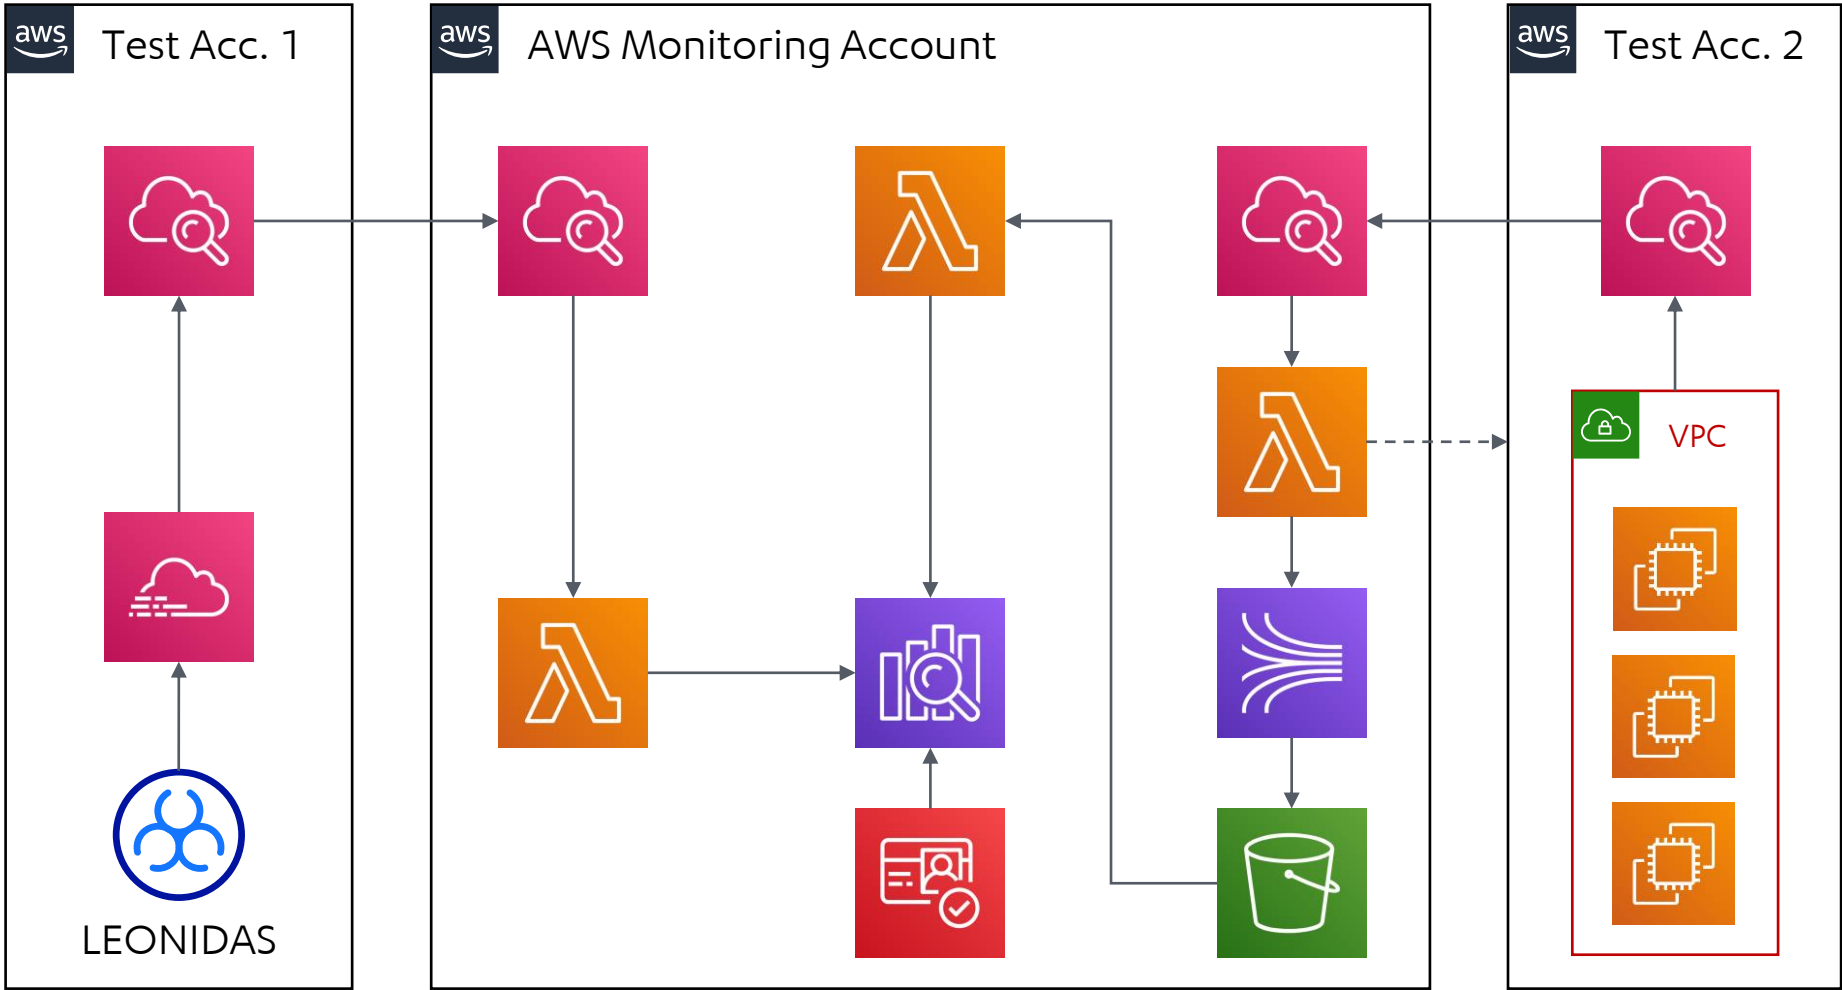 aws
Test Acc. 1
aws
AWS Monitoring Account
aws
Test Acc. 2
VPC
LEONIDAS